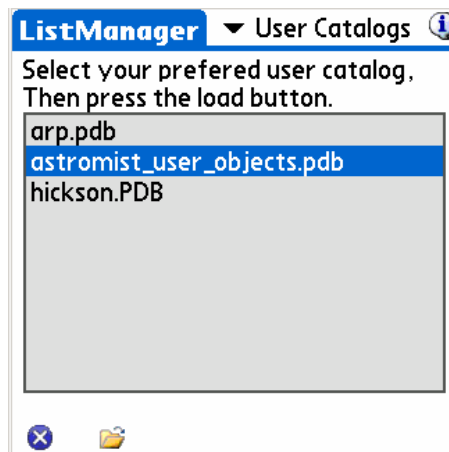 ListManager User Catalogs
Select your prefered user catalog,
Then press the load button.
arp.pdb
astromist_user_objects.pdb
hickson.PDB